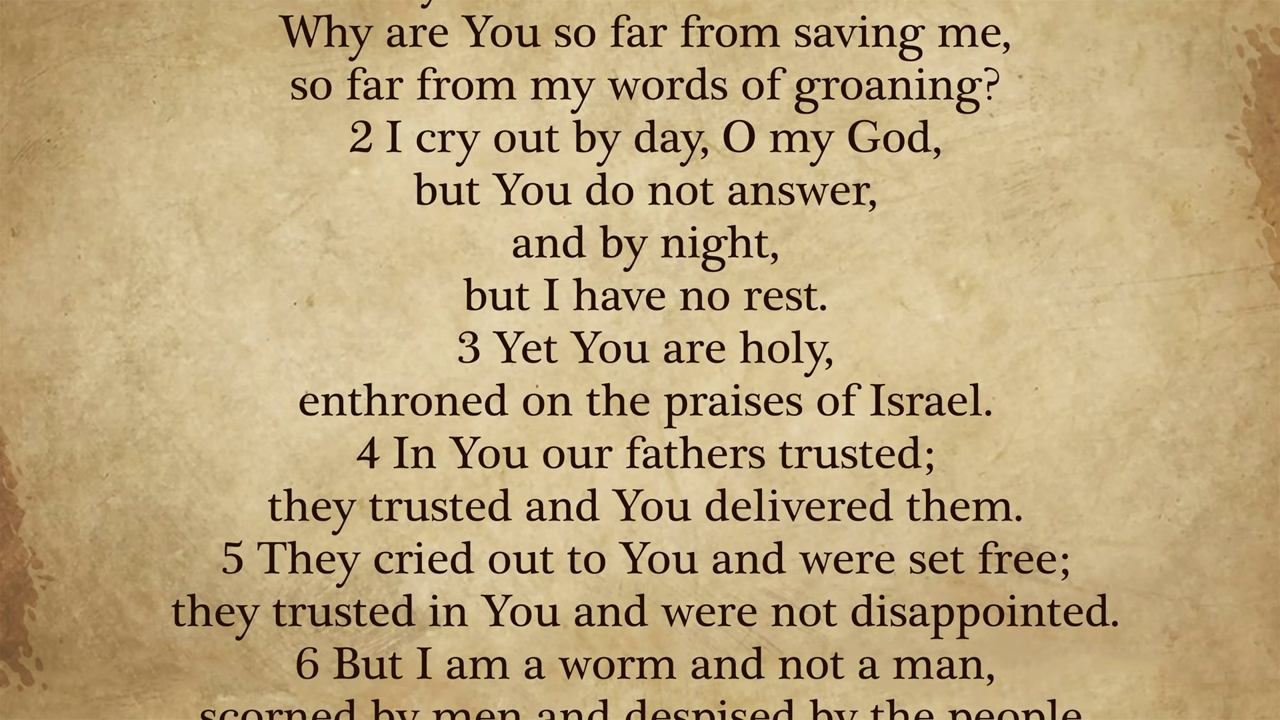 Why are You so far from saving me,
so far from my words of groaning?
2 I cry out by day, O my God,
but You do not answer,
and by night,
but I have no rest.
3 Yet You are holy,
enthroned on the praises of Israel.
4 In You our fathers trusted;
they trusted and You delivered them.
5 They cried out to You and were set free;
they trusted in You and were not disappointed.
6 But I am a worm and not a man,
scorned by men and despised by the people